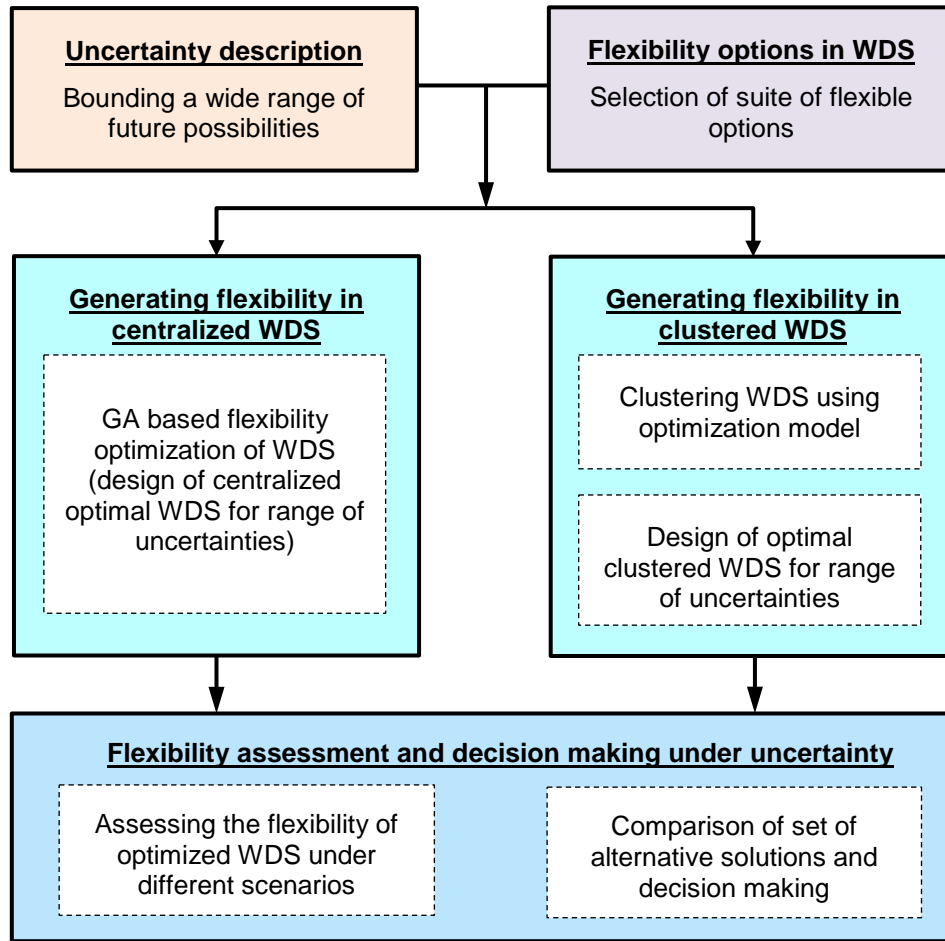 Uncertainty description
Bounding a wide range of
future possibilities
Flexibility options in WDS
Selection of suite of flexible
options
Generating flexibility in
centralized WDS
GA based flexibility
optimization of WDS
(design of centralized
optimal WDS for range of
uncertainties)
Generating flexibility in
clustered WDS
Clustering WDS using
optimization model
Design of optimal
clustered WDS for range
of uncertainties
Flexibility assessment and decision making under uncertainty
Assessing the flexibility of
optimized WDS under
different scenarios
Comparison of set of
alternative solutions and
decision making